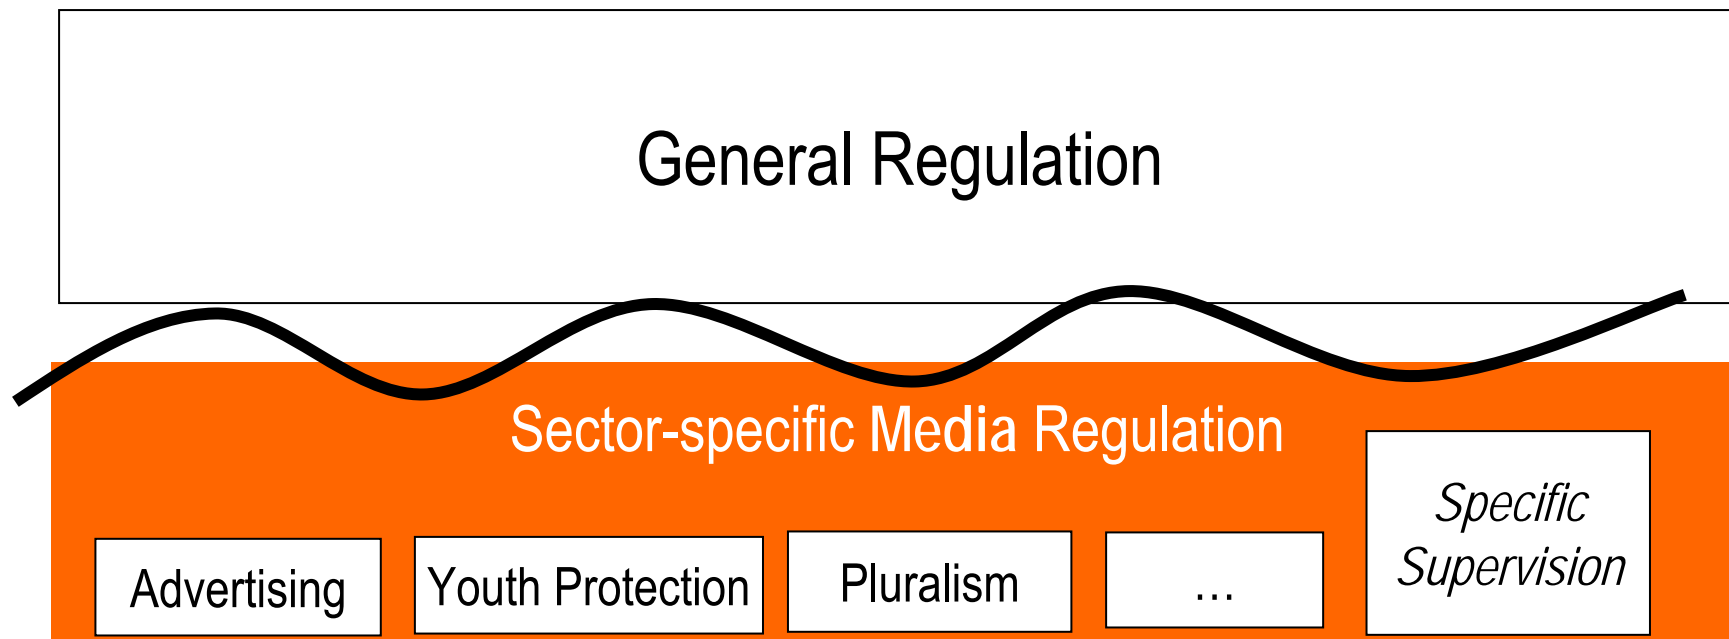 General Regulation
Sector-specific Media Regulation
Advertising
Youth Protection
Pluralism
...
Specific
Supervision